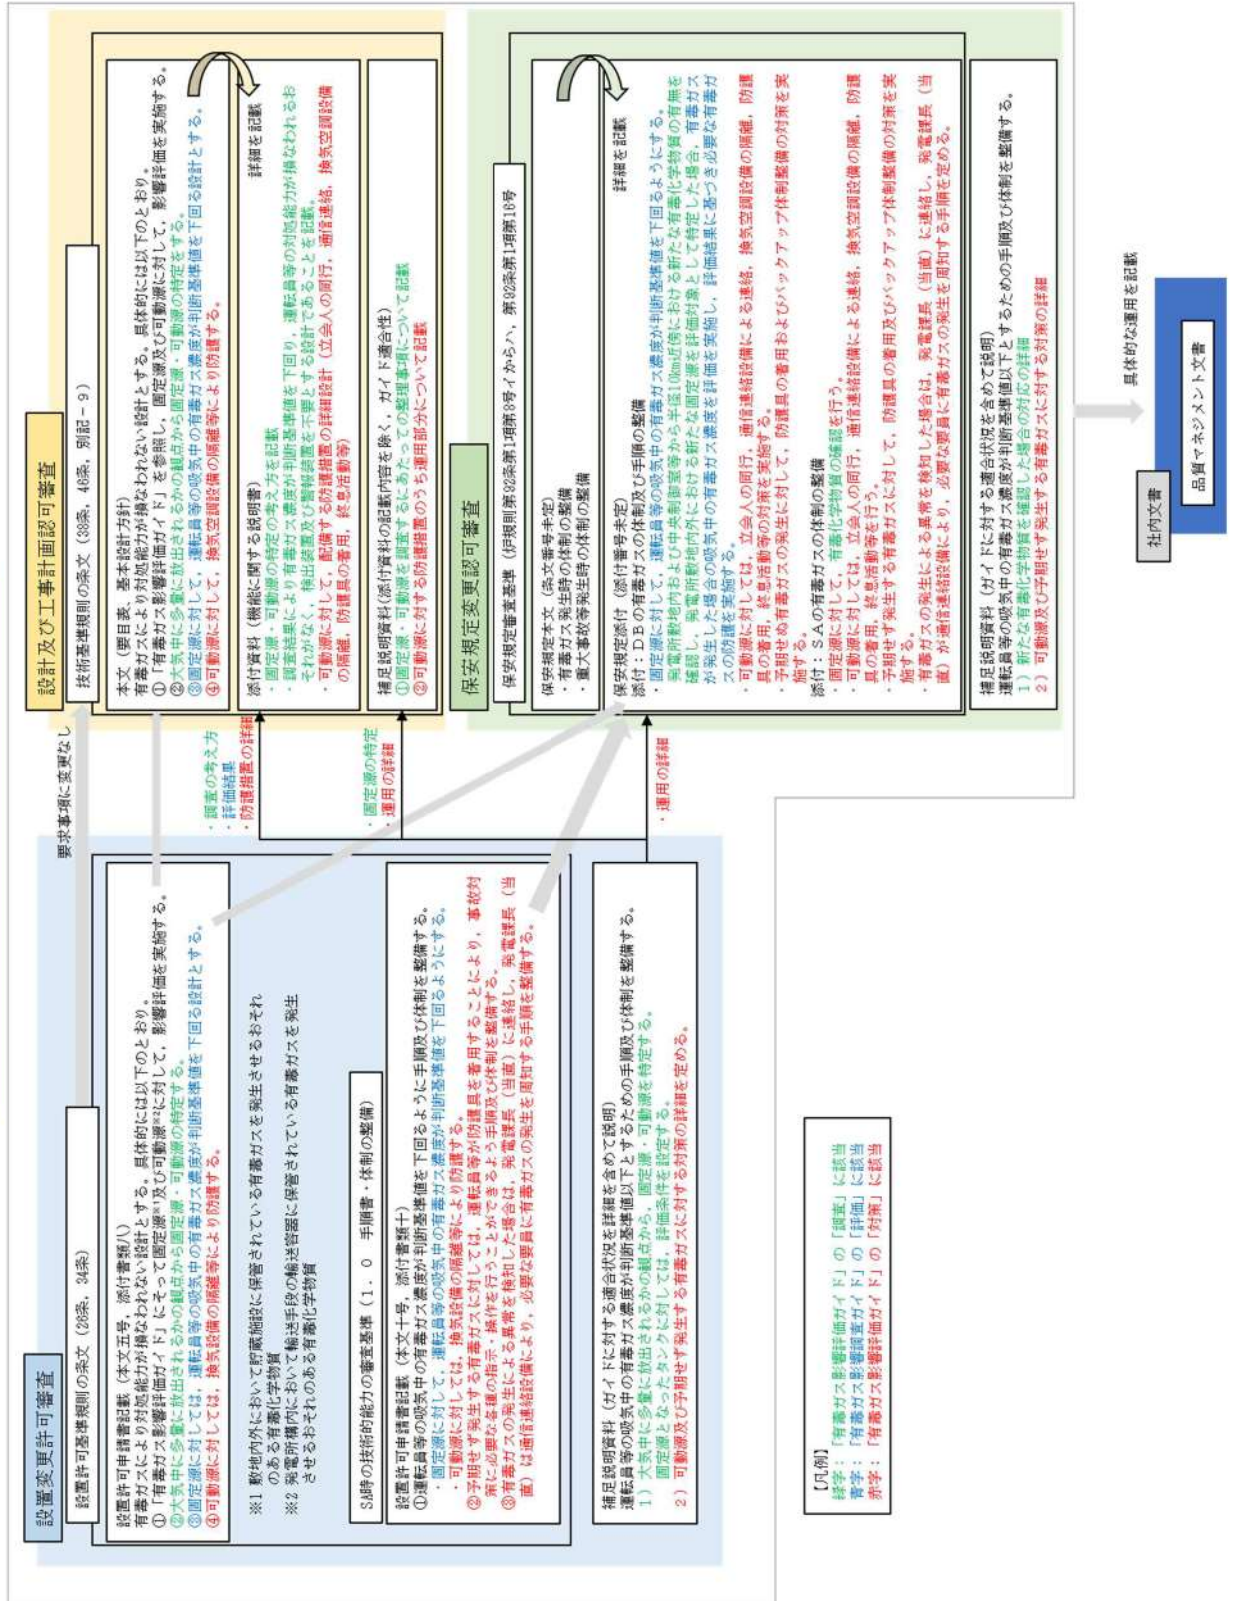 設置変更許可審査
設置許可基準規則の条文（26条，34条）
設置許可申請書記載（本文五号，添付書類八）
有毒ガスにより対処能力が損なわれない設計とする。具体的には以下のとおり。
①「有毒ガス影響評価ガイド」にそって固定源※1及び可動源※2に対して，影響評価を実施する。
②大気中に多量に放出されるかの観点から固定源・可動源の特定する。
③固定源に対しては，運転員等の吸気中の有毒ガス濃度が判断基準値を下回る設計とする。
④可動源に対しては，換気設備の隔離等により防護する。
※1 敷地内外において貯蔵施設に保管されている有毒ガスを発生させるおそれ
のある有毒化学物質
※2 発電所構内において輸送手段の輸送容器に保管されている有毒ガスを発生
させるおそれのある有毒化学物質
SA時の技術的能力の審査基準（1．0　手順書・体制の整備）
設置許可申請書記載（本文十号，添付書類十）
①運転員等の吸気中の有毒ガス濃度が判断基準値を下回るように手順及び体制を整備する。
・固定源に対して，運転員等の吸気中の有毒ガス濃度が判断基準値を下回るようにする。
・可動源に対しては，換気設備の隔離等により防護する。
②予期せず発生する有毒ガスに対しては，運転員等が防護具を着用することにより，事故対
策に必要な各種の指示・操作を行うことができるよう手順及び体制を整備する。
③有毒ガスの発生による異常を検知した場合は，発電課長（当直）に連絡し，発電課長（当
直）は通信連絡設備により，必要な要員に有毒ガスの発生を周知する手順を整備する。
補足説明資料（ガイドに対する適合状況を詳細を含めて説明）
運転員等の吸気中の有毒ガス濃度が判断基準値以下とするための手順及び体制を整備する。
1）大気中に多量に放出されるかの観点から，固定源・可動源を特定する。
固定源となったタンクに対しては，評価条件を設定する。
2）可動源及び予期せず発生する有毒ガスに対する対策の詳細を定める。
【凡例】
緑字：「有毒ガス影響評価ガイド」の「調査」に該当
青字：「有毒ガス影響調査ガイド」の「評価」に該当
赤字：「有毒ガス影響評価ガイド」の「対策」に該当
要求事項に変更なし
・調査の考え方
・評価結果
・防護措置の詳細
・固定源の特定
・運用の詳細
・運用の詳細
設計及び工事計画認可審査
技術基準規則の条文（38条，46条，別記－9）
本文（要目表、基本設計方針）
有毒ガスにより対処能力が損なわれない設計とする。具体的には以下のとおり。
①「有毒ガス影響評価ガイド」を参照し，固定源及び可動源に対して，影響評価を実施する。
②大気中に多量に放出されるかの観点から固定源・可動源の特定をする。
③固定源に対して，運転員等の吸気中の有毒ガス濃度が判断基準値を下回る設計とする。
④可動源に対して，換気空調設備の隔離等により防護する。
詳細を記載
添付資料（機能に関する説明書）
・固定源・可動源の特定の考え方を記載
・調査結果により有毒ガス濃度が判断基準値を下回り，運転員等の対処能力が損なわれるお
それがなく，検出装置及び警報装置を不要とする設計であることを記載。
・可動源に対して，配備する防護措置の詳細設計（立会人の同行，通信連絡，換気空調設備
の隔離，防護具の着用，終息活動等）
補足説明資料(添付資料の記載内容を除く，ガイド適合性）
①固定源・可動源を調査するにあたっての整理事項について記載
②可動源に対する防護措置のうち運用部分について記載
保安規定変更認可審査
保安規定審査基準（炉規則第92条第1項第8号イからハ，第92条第1項第16号
保安規定本文（条文番号未定）
・有毒ガス発生時の体制の整備
・重大事故等発生時の体制の整備
詳細を記載
保安規定添付（添付番号未定）
添付：DBの有毒ガスの体制及び手順の整備
・固定源に対して，運転員等の吸気中の有毒ガス濃度が判断基準値を下回るようにする。
発電所敷地内および中央制御室等から半径10km近傍における新たな有毒化学物質の有無を
確認し，発電所敷地内外における新たな固定源を評価対象として特定した場合，有毒ガス
が発生した場合の吸気中の有毒ガス濃度を評価を実施し，評価結果に基づき必要な有毒ガ
スの防護を実施する。
・可動源に対しては，立会人の同行，通信連絡設備による連絡，換気空調設備の隔離，防護
具の着用，終息活動等の対策を実施する。
・予期せぬ有毒ガスの発生に対して，防護具の着用およびバックアップ体制整備の対策を実
施する。
添付：SAの有毒ガスの体制の整備
・固定源に対して，有毒化学物質の確認を行う。
・可動源に対しては，立会人の同行，通信連絡設備による連絡，換気空調設備の隔離，防護
具の着用，終息活動等を行う。
・予期せず発生する有毒ガスに対して，防護具の着用及びバックアップ体制整備の対策を実
施する。
・有毒ガスの発生による異常を検知した場合は，発電課長（当直）に連絡し，発電課長（当
直）が通信連絡設備により，必要な要員に有毒ガスの発生を周知する手順を定める。
補足説明資料（ガイドに対する適合状況を含めて説明）
運転員等の吸気中の有毒ガス濃度が判断基準値以下とするための手順及び体制を整備する。
1）新たな有毒化学物質を確認した場合の対応の詳細
2）可動源及び予期せず発生する有毒ガスに対する対策の詳細
具体的な運用を記載
社内文書
品質マネジメント文書